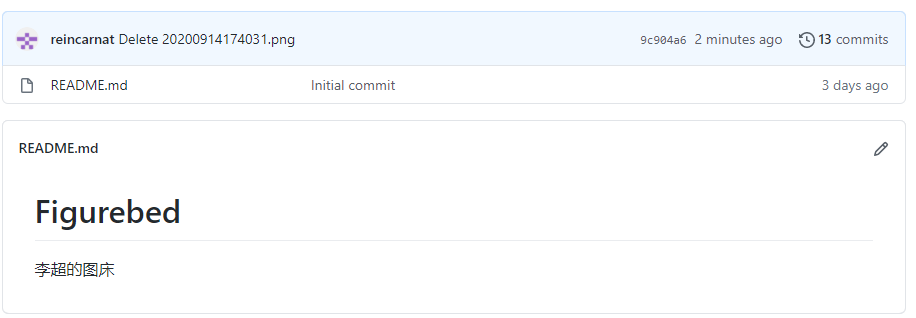 reincarnat Delete 20200914174031.png 9c904a6 2 minutes ago 13 commits
README.md Initial commit 3 days ago
README.md
Figurebed
李超的图床